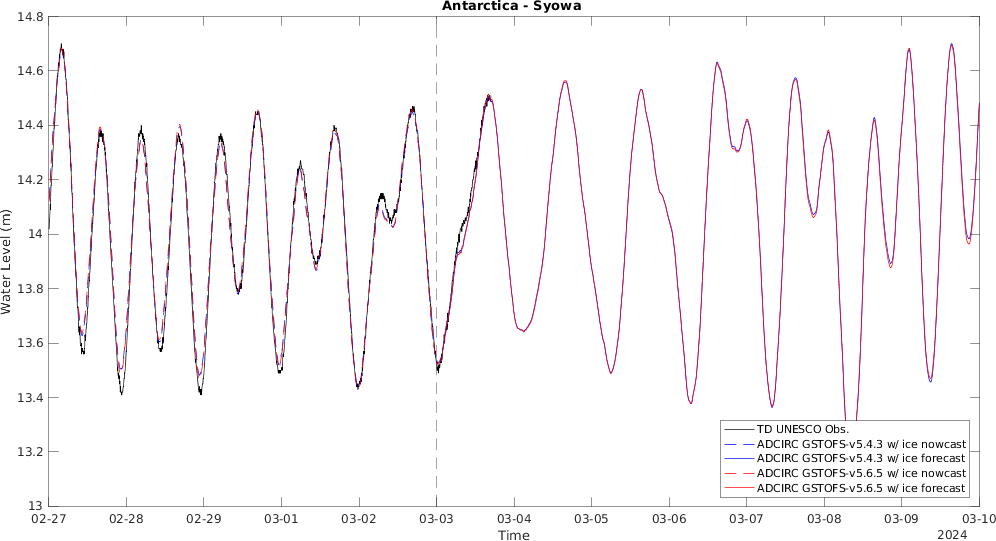 Antarctica - Syowa
14.8
14.6
14.4
14.2
14
13.8
13.6
13.4
13.2
13
Water Level (m)
TD UNESCO Obs.
ADCIRC GSTOFS-v5.4.3 w/ ice nowcast
ADCIRC GSTOFS-v5.4.3 w/ ice forecast
ADCIRC GSTOFS-v5.6.5 w/ ice nowcast
ADCIRC GSTOFS-v5.6.5 w/ ice forecast
02-27 02-28 02-29 03-01 03-02 03-03 03-04 03-05 03-06 03-07 03-08 03-09 03-10
Time
2024